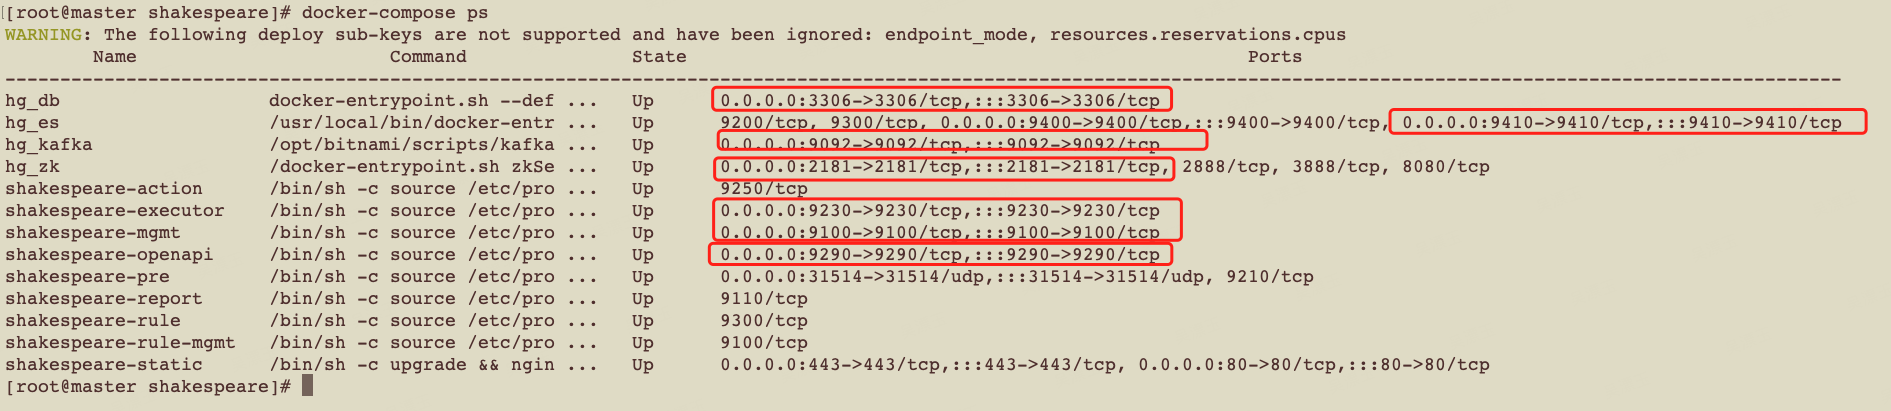 [root@master shakespeare]# docker-compose ps
WARNING: The following deploy sub-keys are not supported and have been ignored: endpoint_mode, resources.reservations.cpus
Name Command State Ports
--------------------------------------------------------------------------------------------------------------------------------------------------------------------------
hg_db docker-entrypoint.sh --def ... Up 0.0.0.0:3306->3306/tcp,:::3306->3306/tcp
hg_es /usr/local/bin/docker-entr ... Up 9200/tcp, 9300/tcp, 0.0.0.0:9400->9400/tcp,:::9400->9400/tcp, 0.0.0.0:9410->9410/tcp,:::9410->9410/tcp
hg_kafka /opt/bitnami/scripts/kafka ... Up 0.0.0.0:9092->9092/tcp,:::9092->9092/tcp
hg_zk /docker-entrypoint.sh zkSe ... Up 0.0.0.0:2181->2181/tcp,:::2181->2181/tcp, 2888/tcp, 3888/tcp, 8080/tcp
shakespeare-action /bin/sh -c source /etc/pro ... Up 9250/tcp
shakespeare-executor /bin/sh -c source /etc/pro ... Up 0.0.0.0:9230->9230/tcp,:::9230->9230/tcp
shakespeare-mgmt /bin/sh -c source /etc/pro ... Up 0.0.0.0:9100->9100/tcp,:::9100->9100/tcp
shakespeare-openapi /bin/sh -c source /etc/pro ... Up 0.0.0.0:9290->9290/tcp,:::9290->9290/tcp
shakespeare-pre /bin/sh -c source /etc/pro ... Up 0.0.0.0:31514->31514/udp,:::31514->31514/udp, 9210/tcp
shakespeare-report /bin/sh -c source /etc/pro ... Up 9110/tcp
shakespeare-rule /bin/sh -c source /etc/pro ... Up 9300/tcp
shakespeare-rule-mgmt /bin/sh -c source /etc/pro ... Up 9100/tcp
shakespeare-static /bin/sh -c upgrade && ngin ... Up 0.0.0.0:443->443/tcp,:::443->443/tcp, 0.0.0.0:80->80/tcp,:::80->80/tcp
[root@master shakespeare]#